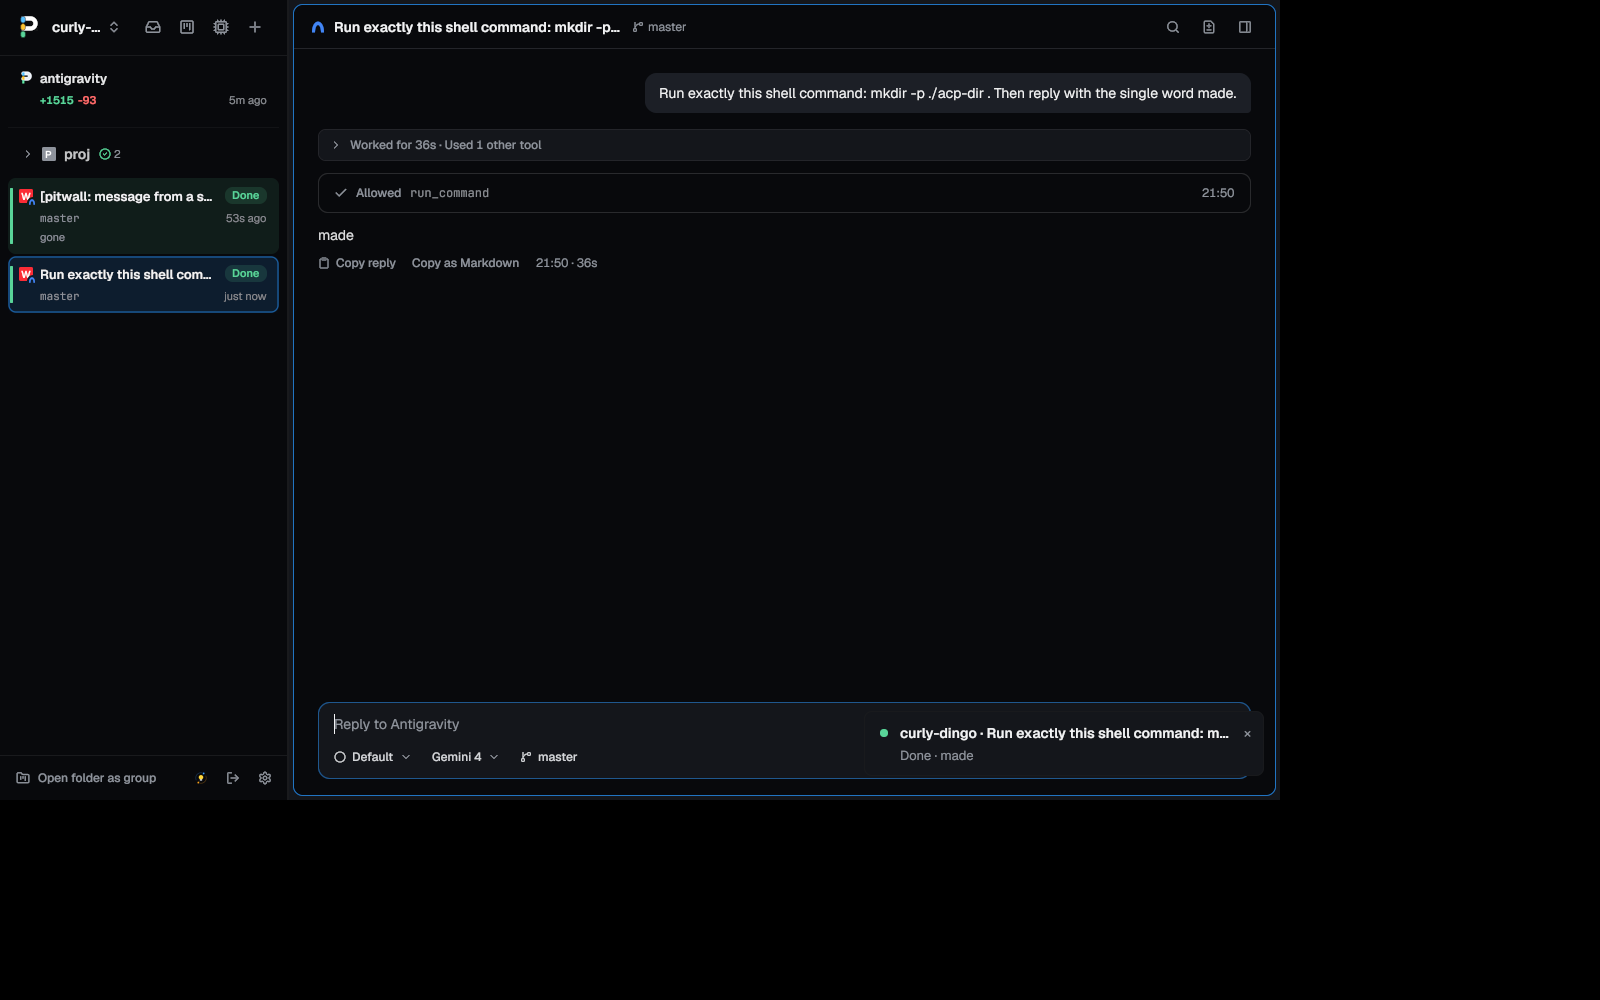 curly-...
antigravity
+1515 -93
5m ago
P proj 2
W [pitwall: message from a s... Done
master 53s ago
gone
W Run exactly this shell com... Done
master just now
Open folder as group
Run exactly this shell command: mkdir -p... master
Run exactly this shell command: mkdir -p ./acp-dir . Then reply with the single word made.
Worked for 36s · Used 1 other tool
Allowed run_command 21:50
made
Copy reply Copy as Markdown 21:50 · 36s
Reply to Antigravity
Default Gemini 4 master
curly-dingo · Run exactly this shell command: m... ×
Done · made